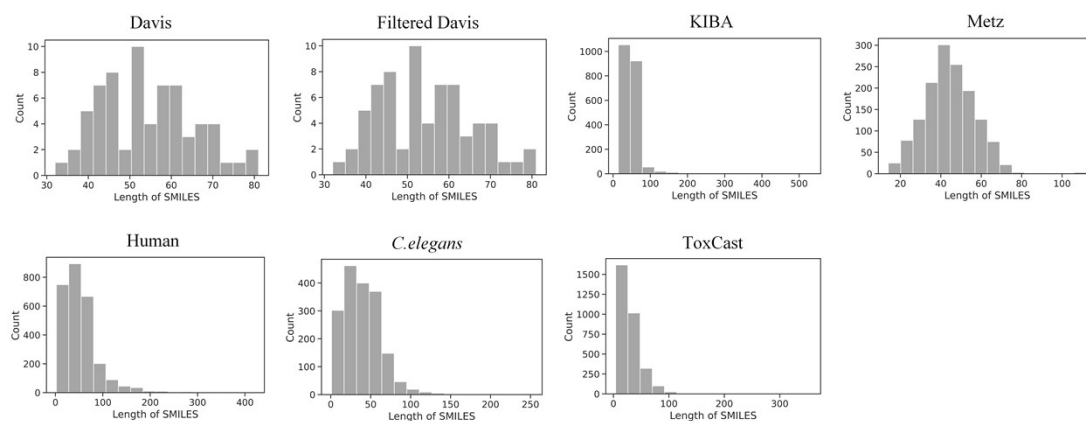 Davis
Filtered Davis
KIBA
Metz
Count
10
8
6
4
2
0
30 40 50 60 70 80
Length of SMILES
Count
10
8
6
4
2
0
30 40 50 60 70 80
Length of SMILES
Count
1000
800
600
400
200
0
0 100 200 300 400 500
Length of SMILES
Count
300
250
200
150
100
50
0
20 40 60 80 100
Length of SMILES
Human
C.elegans
ToxCast
Count
800
600
400
200
0
0 100 200 300 400
Length of SMILES
Count
400
300
200
100
0
0 50 100 150 200 250
Length of SMILES
Count
1500
1250
1000
750
500
250
0
0 100 200 300
Length of SMILES